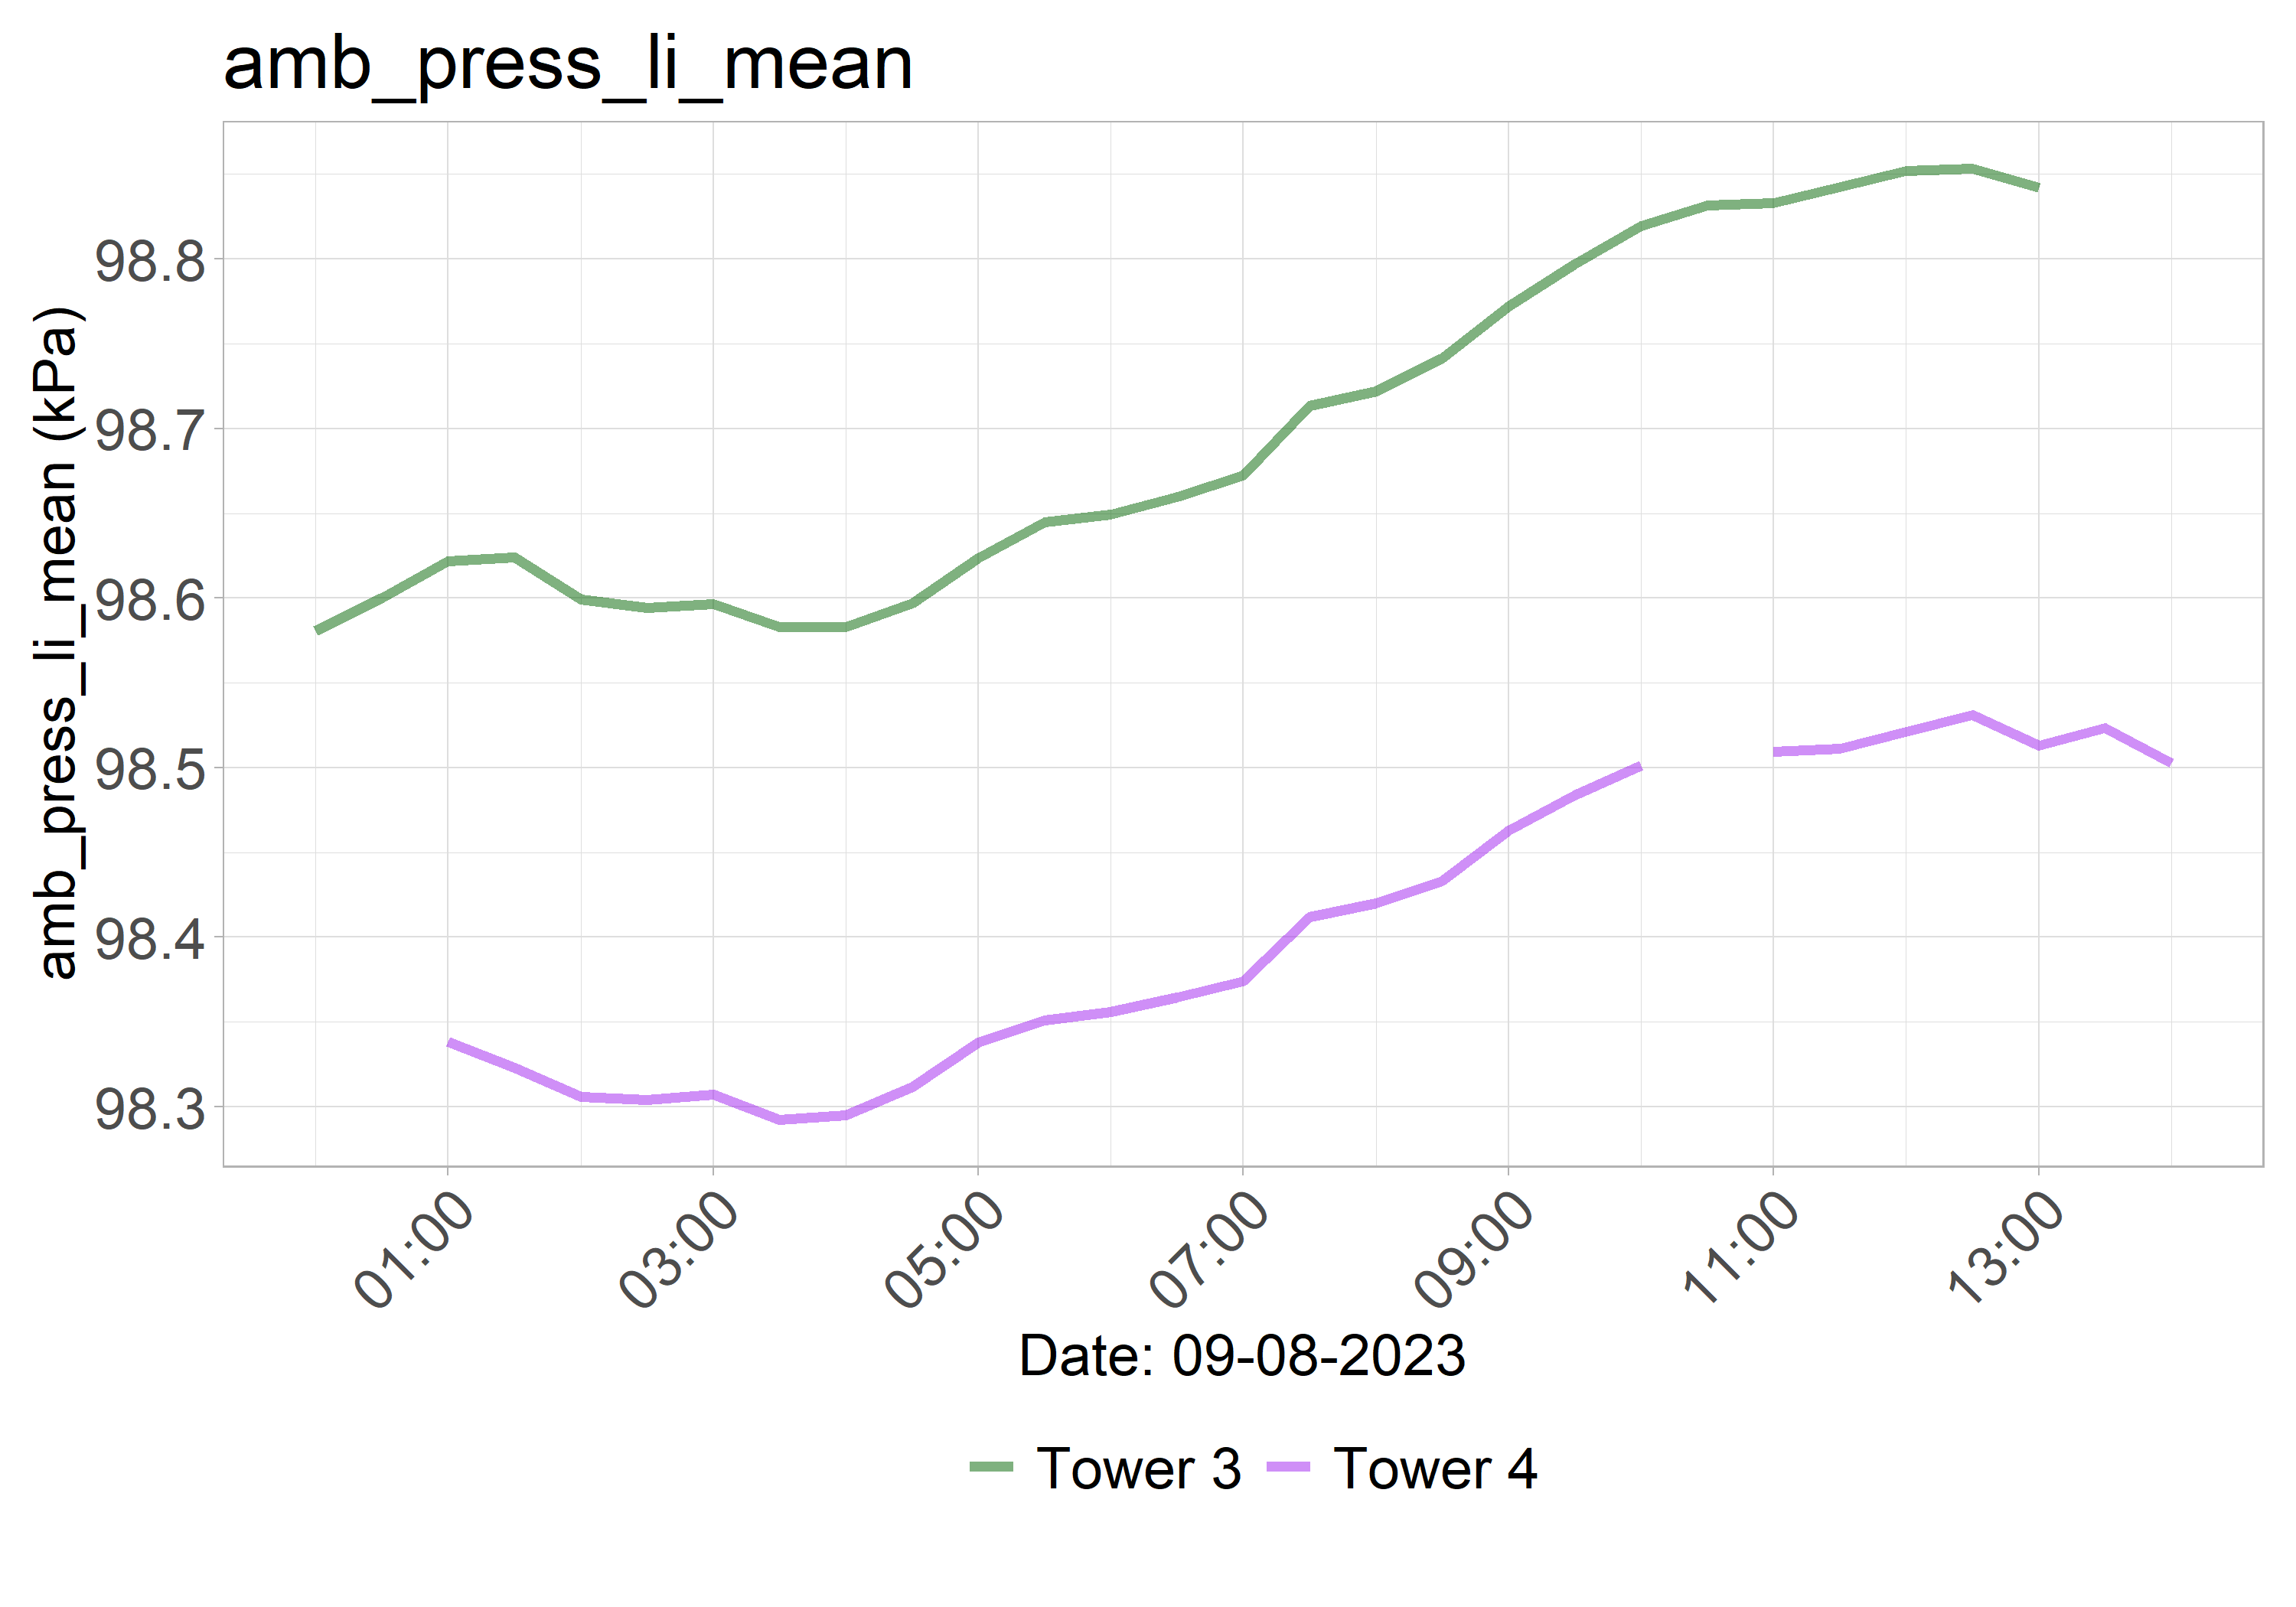 amb_press_li_mean
amb_press_li_mean (kPa)
98.8
98.7
98.6
98.5
98.4
98.3
01:00
03:00
05:00
07:00
09:00
11:00
13:00
Date: 09-08-2023
Tower 3
Tower 4